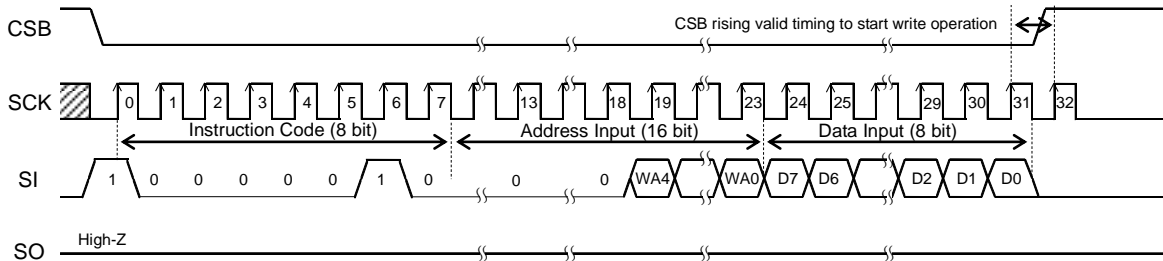 CSB
CSB rising valid timing to start write operation
SCK
0 1 2 3 4 5 6 7 13 18 19 23 24 25 29 30 31 32
Instruction Code (8 bit) Address Input (16 bit) Data Input (8 bit)
SI
1 0 0 0 0 0 1 0 0 0 WA4 WA0 D7 D6 D2 D1 D0
High-Z
SO